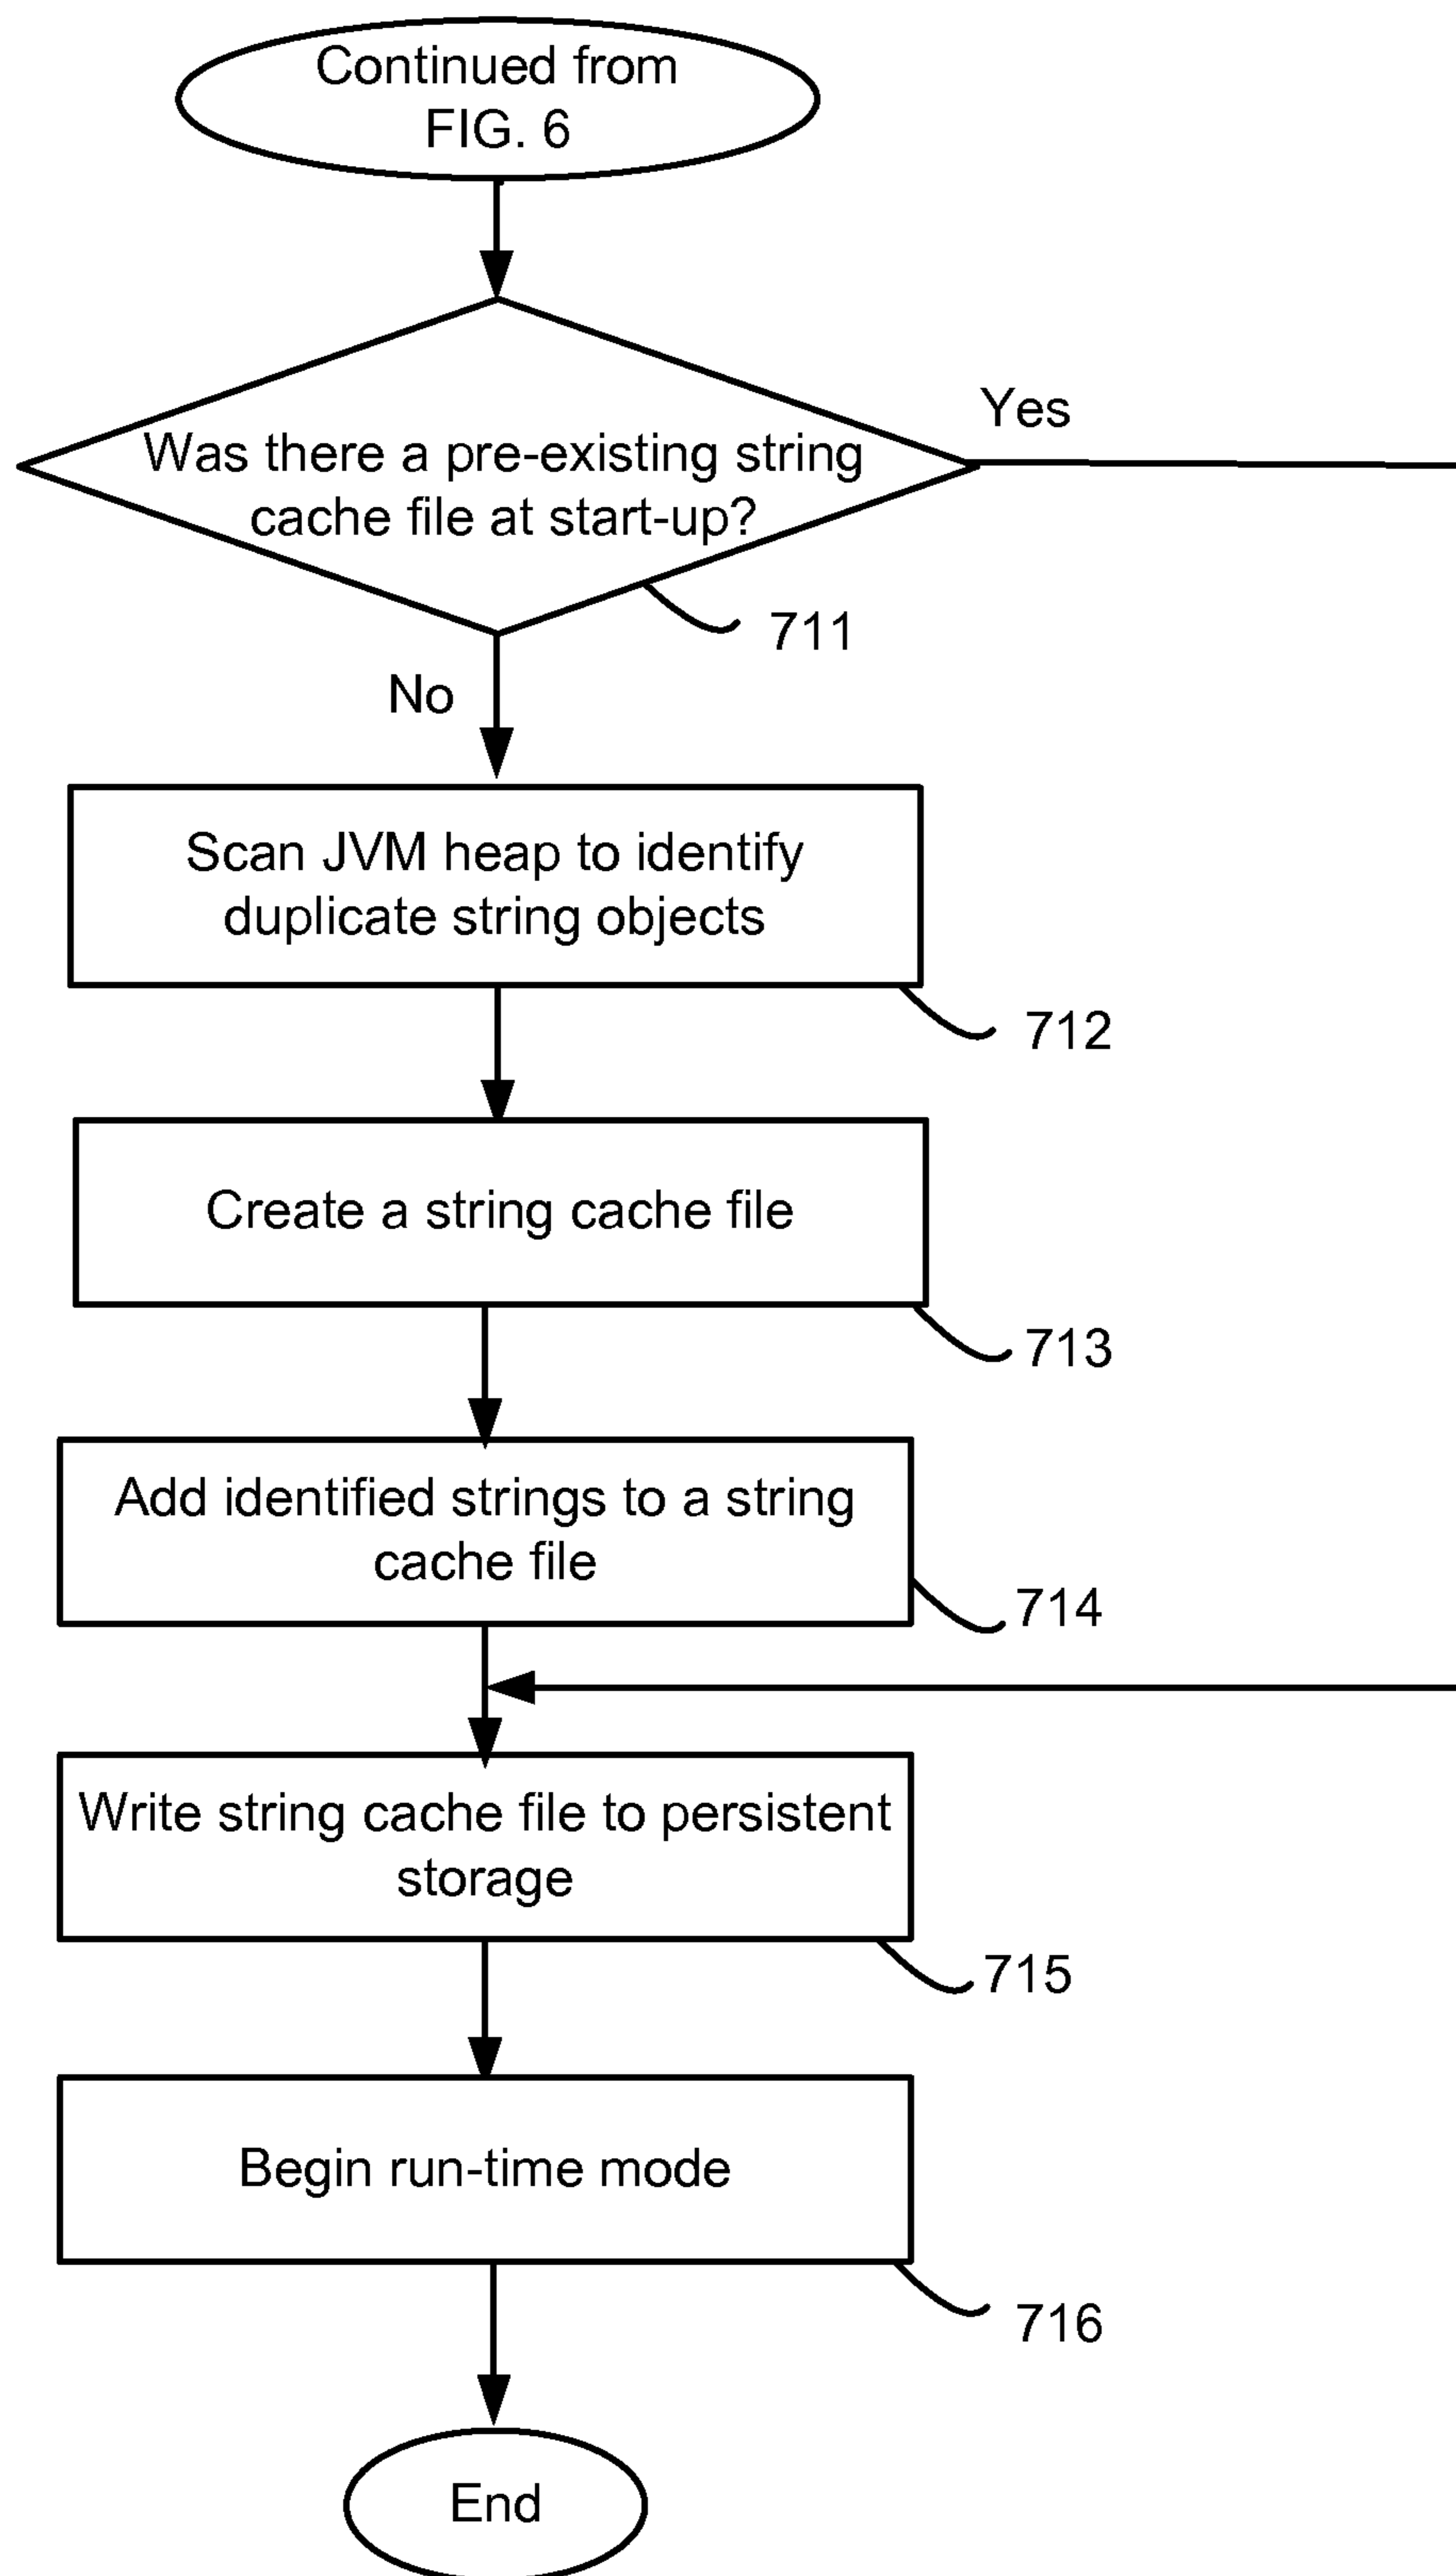 Continued from
FIG. 6
Yes
Was there a pre-existing string
cache file at start-up?
711
No
Scan JVM heap to identify
duplicate string objects
712
Create a string cache file
713
Add identified strings to a string
cache file
714
Write string cache file to persistent
storage
715
Begin run-time mode
716
End